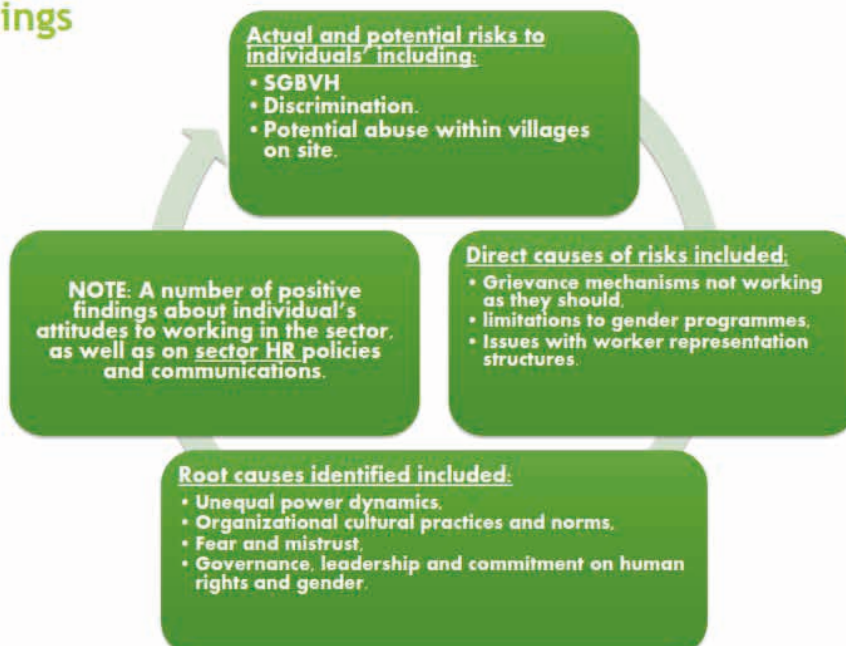 ings
Actual and potential risks to
individuals' including:
• SGBVH
• Discrimination.
• Potential abuse within villages
on site.
Direct causes of risks included;
• Grievance mechanisms not working
as they should,
• limitations to gender programmes,
• Issues with worker representation
structures.
Root causes identified included:
• Unequal power dynamics,
• Organizational cultural practices and norms,
• Fear and mistrust,
• Governance, leadership and commitment on human
rights and gender.
NOTE: A number of positive
findings about individual's
attitudes to working in the sector,
as well as on sector HR policies
and communications.